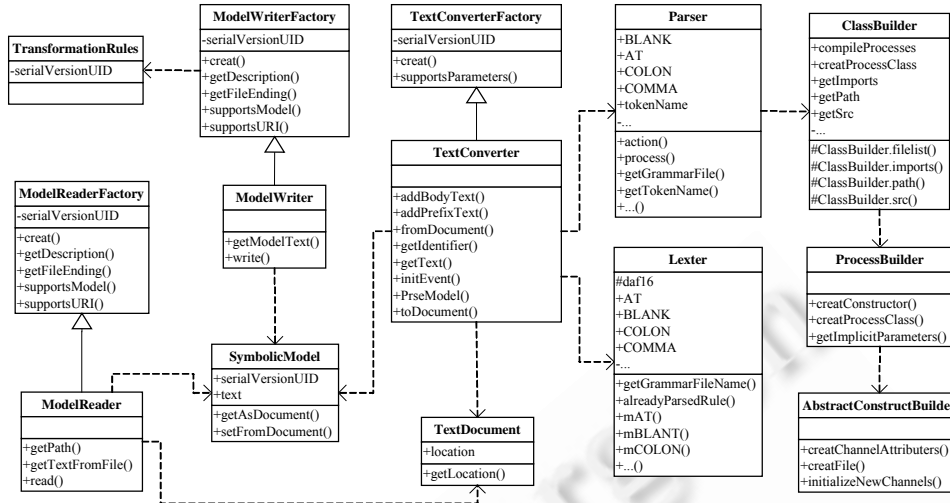 TransformationRules
-serialVersionUID
ModelWriterFactory
-serialVersionUID
+creat()
+getDescription()
+getFileEnding()
+supportsModel()
+supportsURI()
TextConverterFactory
-serialVersionUID
+creat()
+supportsParameters()
Parser
+BLANK
+AT
+COLON
+COMMA
+tokenName
-...
+action()
+process()
+getGrammarFile()
+getTokenName()
+...()
ClassBuilder
+compileProcesses
+creatProcessClass
+getImports
+getPath
+getSrc
-...
#ClassBuilder.filelist()
#ClassBuilder.imports()
#ClassBuilder.path()
#ClassBuilder.src()
ModelReaderFactory
-serialVersionUID
+creat()
+getDescription()
+getFileEnding()
+supportsModel()
+supportsURI()
ModelWriter
+getModelText()
+write()
TextConverter
+addBodyText()
+addPrefixText()
+fromDocument()
+getIdentifier()
+getText()
+initEvent()
+PrseModel()
+toDocument()
Lexter
#daf16
+AT
+BLANK
+COLON
+COMMA
-...
+getGrammarFileName()
+alreadyParsedRule()
+mAT()
+mBLANT()
+mCOLON()
+...()
ProcessBuilder
+creatConstructor()
+creatProcessClass()
+getImplicitParameters()
SymbolicModel
+serialVersionUID
+text
+getAsDocument()
+setFromDocument()
ModelReader
+getPath()
+getTextFromFile()
+read()
TextDocument
+location
+getLocation()
AbstractConstructBuilder
+creatChannelAttributers()
+creatFile()
+initializeNewChannels()